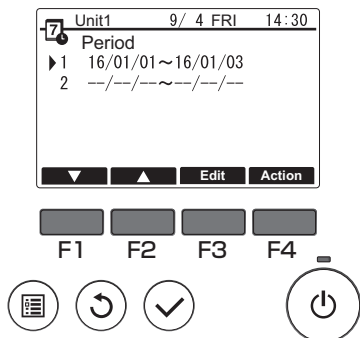 Unit1 9/ 4 FRI 14:30
7
Period
1 16/01/01～16/01/03
2 --/--/--～--/--/--
▼ ▲ Edit Action
F1 F2 F3 F4